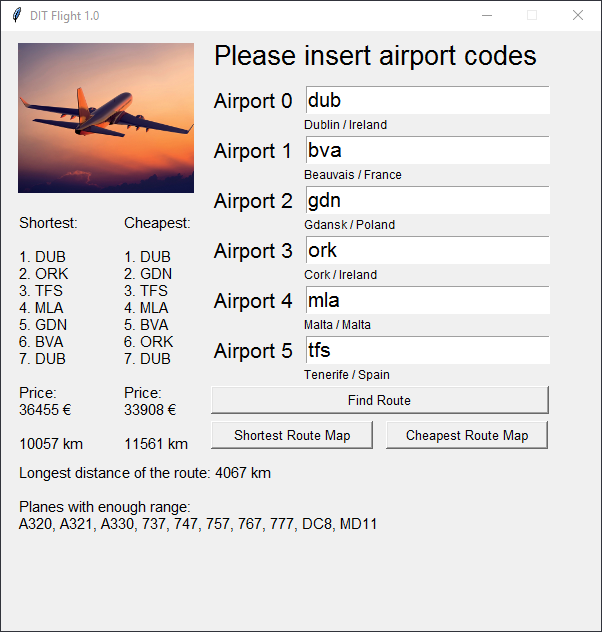 DIT Flight 1.0
Please insert airport codes
Airport 0 dub
Dublin / Ireland
Airport 1 bva
Beauvais / France
Airport 2 gdn
Gdansk / Poland
Airport 3 ork
Cork / Ireland
Airport 4 mla
Malta / Malta
Airport 5 tfs
Tenerife / Spain
Find Route
Shortest Route Map Cheapest Route Map
Shortest: Cheapest:
1. DUB 1. DUB
2. ORK 2. GDN
3. TFS 3. TFS
4. MLA 4. MLA
5. GDN 5. BVA
6. BVA 6. ORK
7. DUB 7. DUB
Price: Price:
36455 € 33908 €
10057 km 11561 km
Longest distance of the route: 4067 km
Planes with enough range:
A320, A321, A330, 737, 747, 757, 767, 777, DC8, MD11